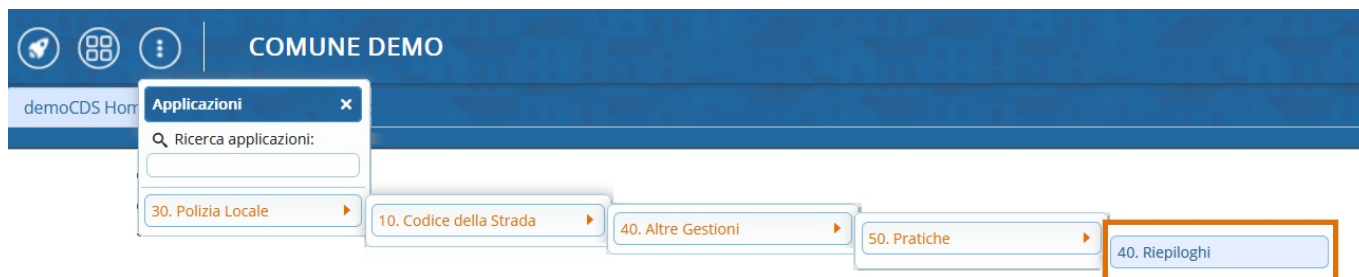 COMUNE DEMO
demoCDS Hom
Applicazioni
Ricerca applicazioni:
30. Polizia Locale
10. Codice della Strada
40. Altre Gestioni
50. Pratiche
40. Riepiloghi